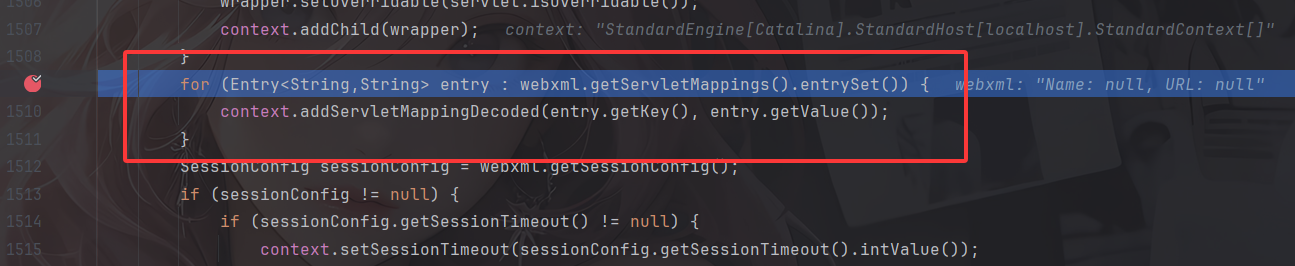 1506 wrapper.setOverridable(servlet.isOverridable());
1507 context.addChild(wrapper); context: "StandardEngine[Catalina].StandardHost[localhost].StandardContext[]"
1508 }
for (Entry<String,String> entry : webxml.getServletMappings().entrySet()) { webxml: "Name: null, URL: null"
1510 context.addServletMappingDecoded(entry.getKey(), entry.getValue());
1511 }
1512 SessionConfig sessionConfig = webxml.getSessionConfig();
1513 if (sessionConfig != null) {
1514 if (sessionConfig.getSessionTimeout() != null) {
1515 context.setSessionTimeout(sessionConfig.getSessionTimeout().intValue());